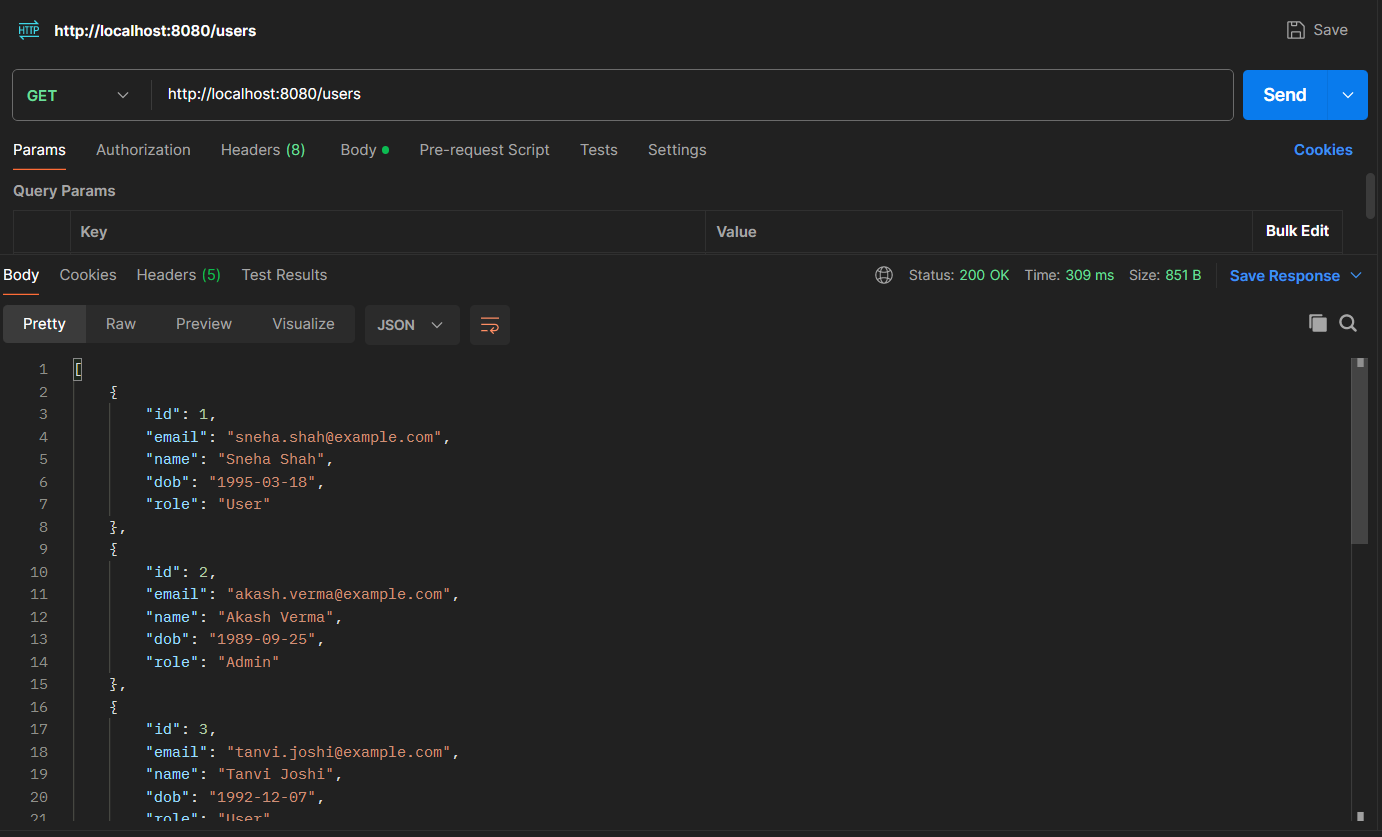 HTTP http://localhost:8080/users Save
GET http://localhost:8080/users Send
Params Authorization Headers (8) Body Pre-request Script Tests Settings Cookies
Query Params
Key Value Bulk Edit
Body Cookies Headers (5) Test Results Status: 200 OK Time: 309 ms Size: 851 B Save Response
Pretty Raw Preview Visualize JSON
1 [
2 {
3 "id": 1,
4 "email": "sneha.shah@example.com",
5 "name": "Sneha Shah",
6 "dob": "1995-03-18",
7 "role": "User"
8 },
9 {
10 "id": 2,
11 "email": "akash.verma@example.com",
12 "name": "Akash Verma",
13 "dob": "1989-09-25",
14 "role": "Admin"
15 },
16 {
17 "id": 3,
18 "email": "tanvi.joshi@example.com",
19 "name": "Tanvi Joshi",
20 "dob": "1992-12-07",
21 "role": "User"